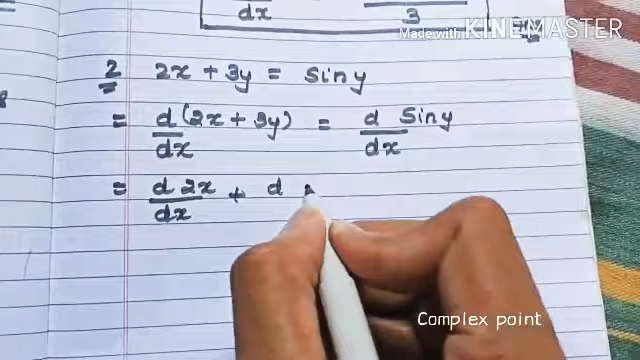 dx 3
Made with KINEMASTER
2 2x + 3y = Siny
= d/dx (2x + 3y) = d/dx Siny
= d 2x/dx + d
Complex point